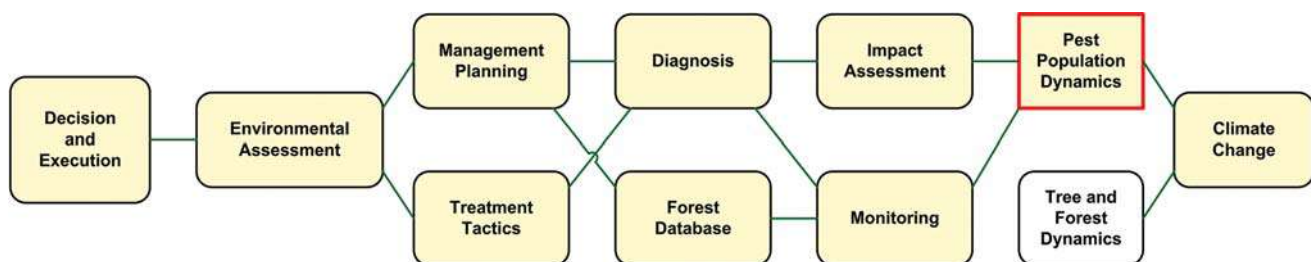 Decision
and
Execution
Environmental
Assessment
Management
Planning
Treatment
Tactics
Diagnosis
Forest
Database
Impact
Assessment
Monitoring
Pest
Population
Dynamics
Tree and
Forest
Dynamics
Climate
Change